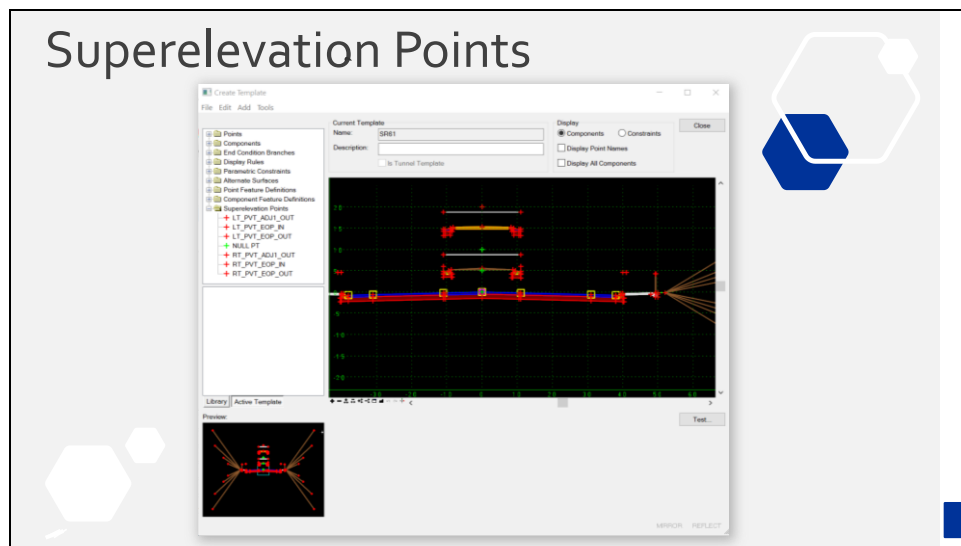 Superelevation Points
Create Template
File Edit Add Tools
Current Template
Name: SR61
Description:
Is Tunnel Template
Display
Components Constraints
Display Point Names
Display All Components
Close
Points
Components
End Condition Branches
Display Rules
Parametric Constraints
Alternate Surfaces
Point Feature Definitions
Component Feature Definitions
Superelevation Points
LT_PVT_ADJ1_OUT
LT_PVT_EOP_IN
LT_PVT_EOP_OUT
NULL PT
RT_PVT_ADJ1_OUT
RT_PVT_EOP_IN
RT_PVT_EOP_OUT
Library Active Template
Preview:
Test...
MIRROR REFLECT